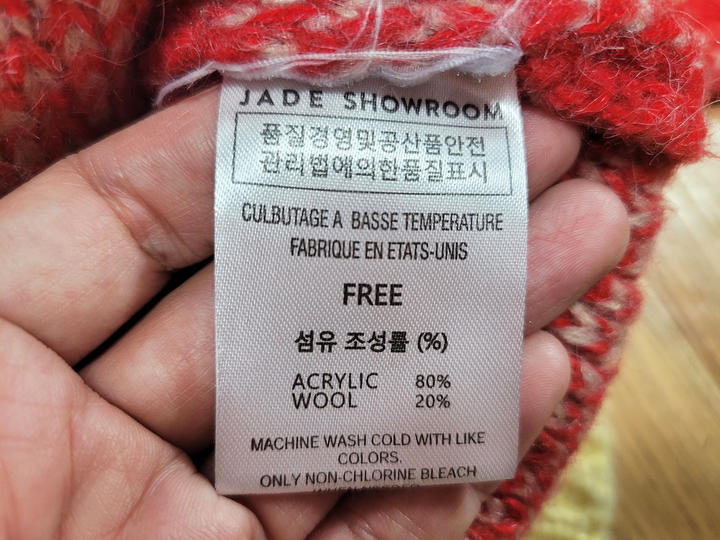 JADE SHOWROOM
품질경영및공산품안전
관리법에의한품질표시
CULBUTAGE A BASSE TEMPERATURE
FABRIQUE EN ETATS-UNIS
FREE
섬유 조성률 (%)
ACRYLIC 80%
WOOL 20%
MACHINE WASH COLD WITH LIKE
COLORS.
ONLY NON-CHLORINE BLEACH